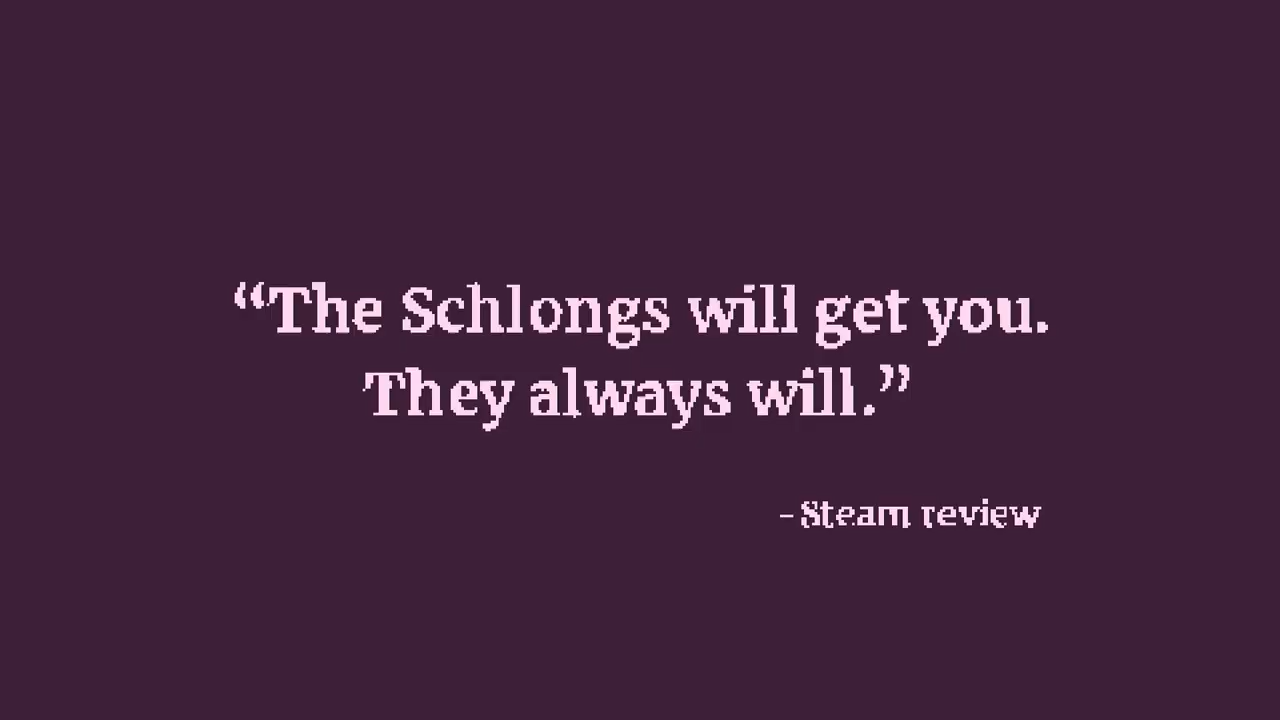 “The Schlongs will get you.
They always will.”
- Steam review